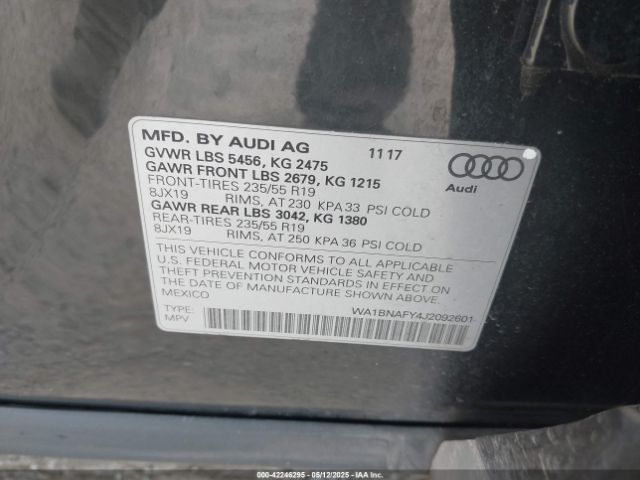 MFD. BY AUDI AG 11 17
GVWR LBS 5456, KG 2475
GAWR FRONT LBS 2679, KG 1215
FRONT-TIRES 235/55 R19
8JX19 RIMS, AT 230 KPA 33 PSI COLD
GAWR REAR LBS 3042, KG 1380
REAR-TIRES 235/55 R19
8JX19 RIMS, AT 250 KPA 36 PSI COLD
Audi
THIS VEHICLE CONFORMS TO ALL APPLICABLE
U.S. FEDERAL MOTOR VEHICLE SAFETY AND
THEFT PREVENTION STANDARDS IN EFFECT ON
THE DATE OF MANUFACTURE SHOWN ABOVE.
MEXICO
TYPE: WA1BNAFY4J2092601
MPV
000-42246295 - 05/12/2025 - IAAI.COM